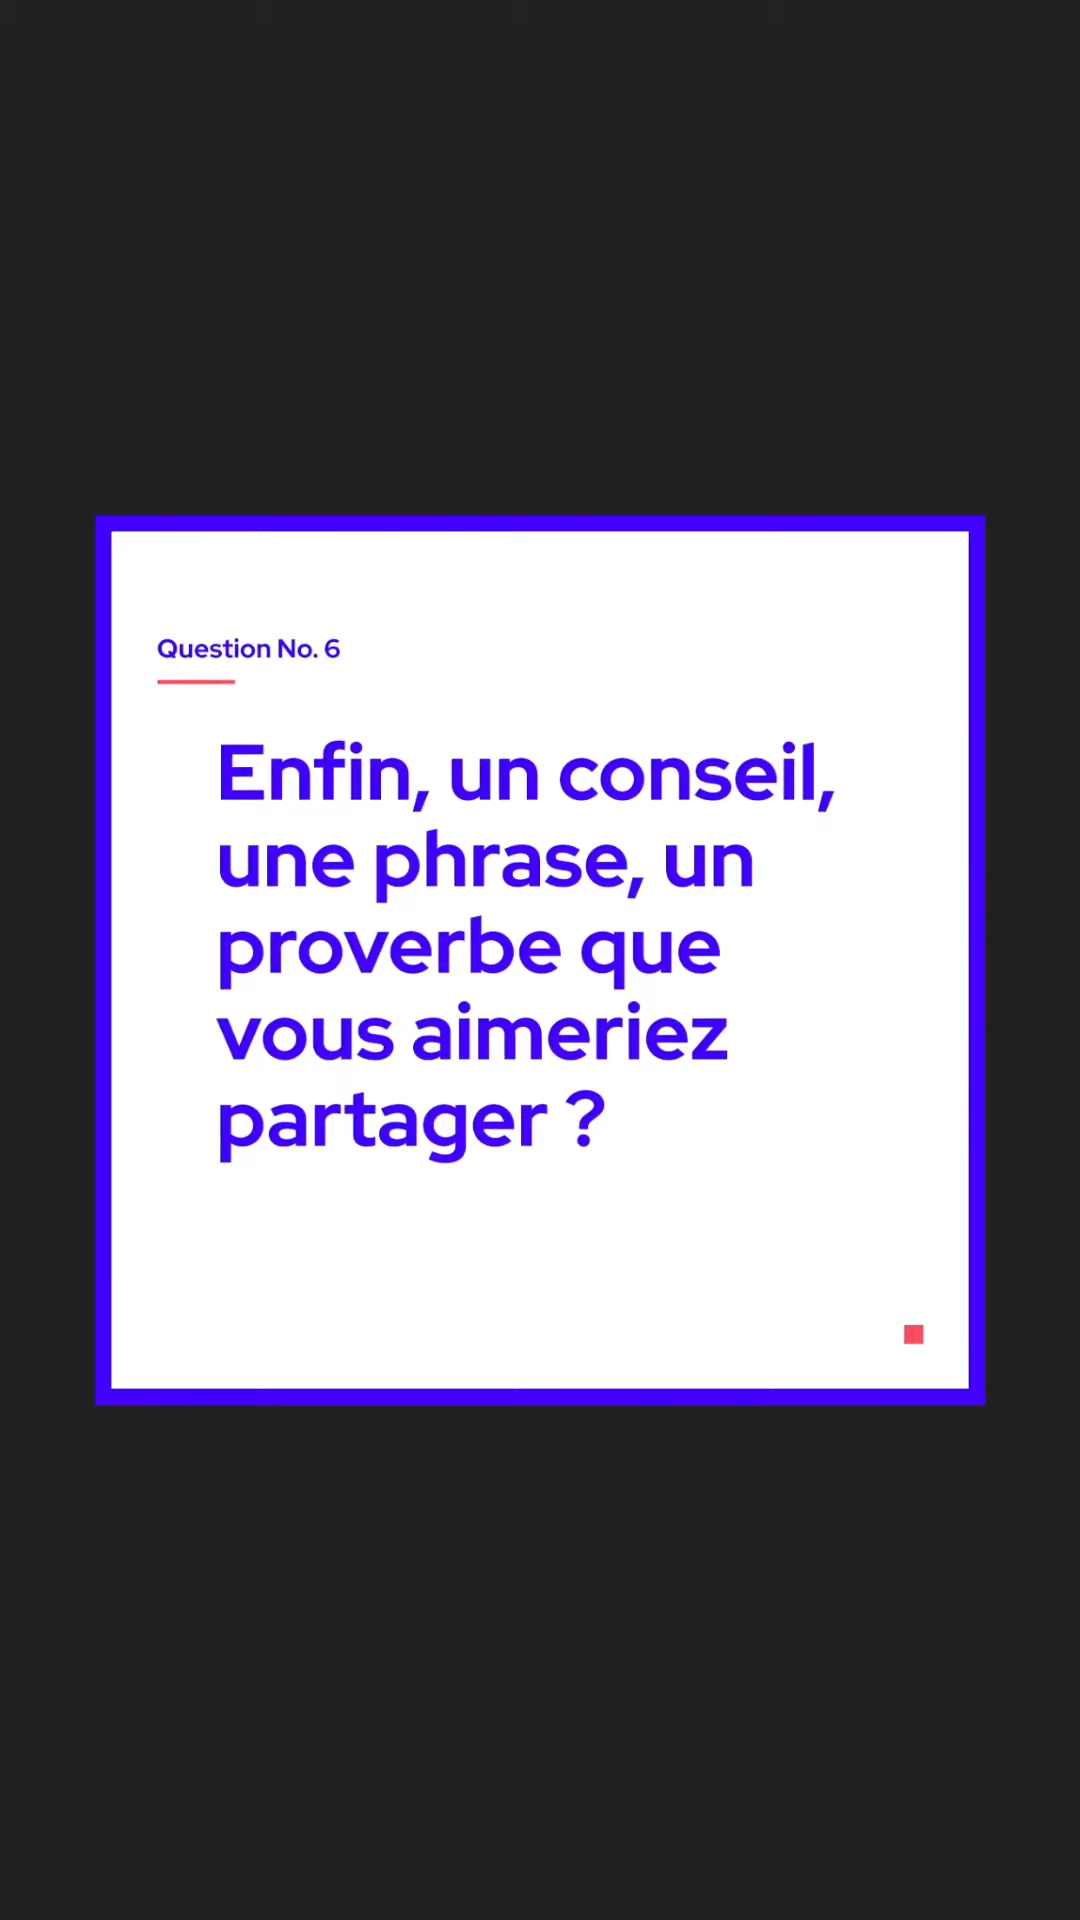 Question No. 6
Enfin, un conseil,
une phrase, un
proverbe que
vous aimeriez
partager ?